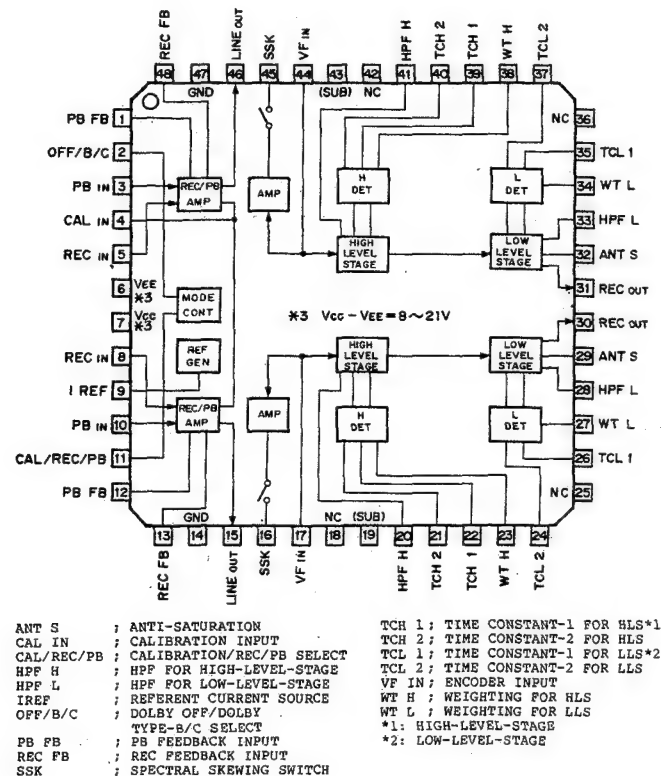 REC FB
LINE OUT
SSK
VF IN
HPF H
TCH 2
TCH 1
WT H
TCL 2
48 47 46 45 44 43 42 41 40 39 38 37
GND (SUB) NC
1 PB FB
2 OFF/B/C
3 PB IN
4 CAL IN
5 REC IN
6 VEE *3
7 VCC *3
8 REC IN
9 I REF
10 PB IN
11 CAL/REC/PB
12 PB FB
REC/PB AMP
AMP
H DET
L DET
HIGH LEVEL STAGE
LOW LEVEL STAGE
MODE CONT
REF GEN
*3 VCC-VEE=8~21V
HIGH LEVEL STAGE
LOW LEVEL STAGE
REC/PB AMP
AMP
H DET
L DET
NC 36
35 TCL 1
34 WT L
33 HPF L
32 ANT S
31 REC OUT
30 REC OUT
29 ANT S
28 HPF L
27 WT L
26 TCL 1
NC 25
GND NC (SUB)
13 14 15 16 17 18 19 20 21 22 23 24
REC FB
LINE OUT
SSK
VF IN
HPF H
TCH 2
TCH 1
WT H
TCL 2
ANT S ; ANTI-SATURATION
CAL IN ; CALIBRATION INPUT
CAL/REC/PB ; CALIBRATION/REC/PB SELECT
HPF H ; HPF FOR HIGH-LEVEL-STAGE
HPF L ; HPF FOR LOW-LEVEL-STAGE
IREF ; REFERENT CURRENT SOURCE
OFF/B/C ; DOLBY OFF/DOLBY
TYPE-B/C SELECT
PB FB ; PB FEEDBACK INPUT
REC FB ; REC FEEDBACK INPUT
SSK ; SPECTRAL SKEWING SWITCH
TCH 1; TIME CONSTANT-1 FOR HLS*1
TCH 2; TIME CONSTANT-2 FOR HLS
TCL 1; TIME CONSTANT-1 FOR LLS*2
TCL 2; TIME CONSTANT-2 FOR LLS
VF IN; ENCODER INPUT
WT H ; WEIGHTING FOR HLS
WT L ; WEIGHTING FOR LLS
*1: HIGH-LEVEL-STAGE
*2: LOW-LEVEL-STAGE